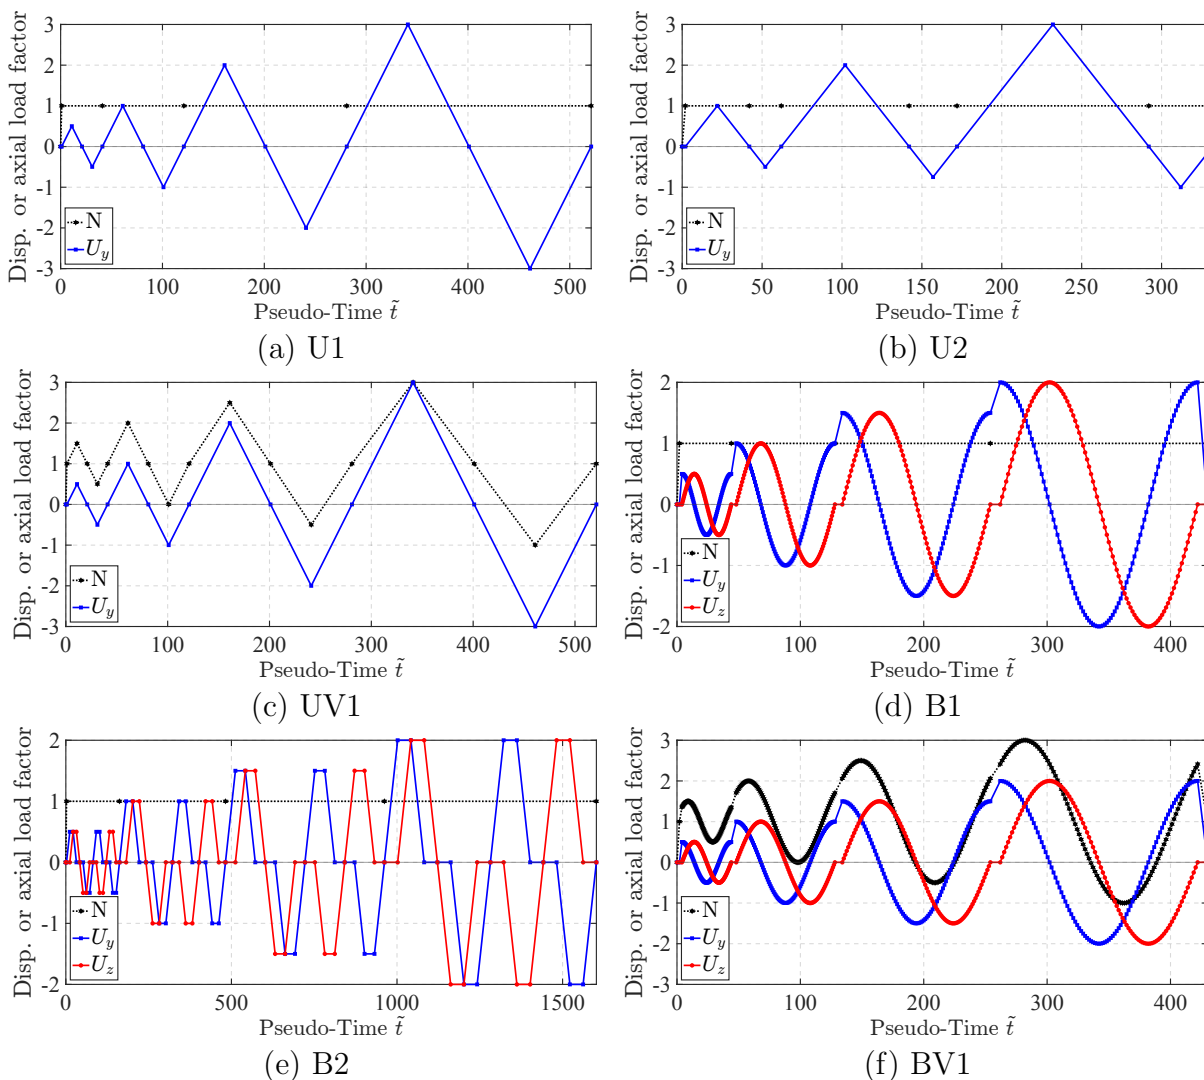 Disp. or axial load factor
3
2
1
0
-1
-2
-3
N
U_y
0 100 200 300 400 500
Pseudo-Time t̃
(a) U1
Disp. or axial load factor
3
2
1
0
-1
-2
-3
N
U_y
0 50 100 150 200 250 300
Pseudo-Time t̃
(b) U2
Disp. or axial load factor
3
2
1
0
-1
-2
-3
N
U_y
0 100 200 300 400 500
Pseudo-Time t̃
(c) UV1
Disp. or axial load factor
2
1
0
-1
-2
N
U_y
U_z
0 100 200 300 400
Pseudo-Time t̃
(d) B1
Disp. or axial load factor
2
1
0
-1
-2
N
U_y
U_z
0 500 1000 1500
Pseudo-Time t̃
(e) B2
Disp. or axial load factor
3
2
1
0
-1
-2
-3
N
U_y
U_z
0 100 200 300 400
Pseudo-Time t̃
(f) BV1